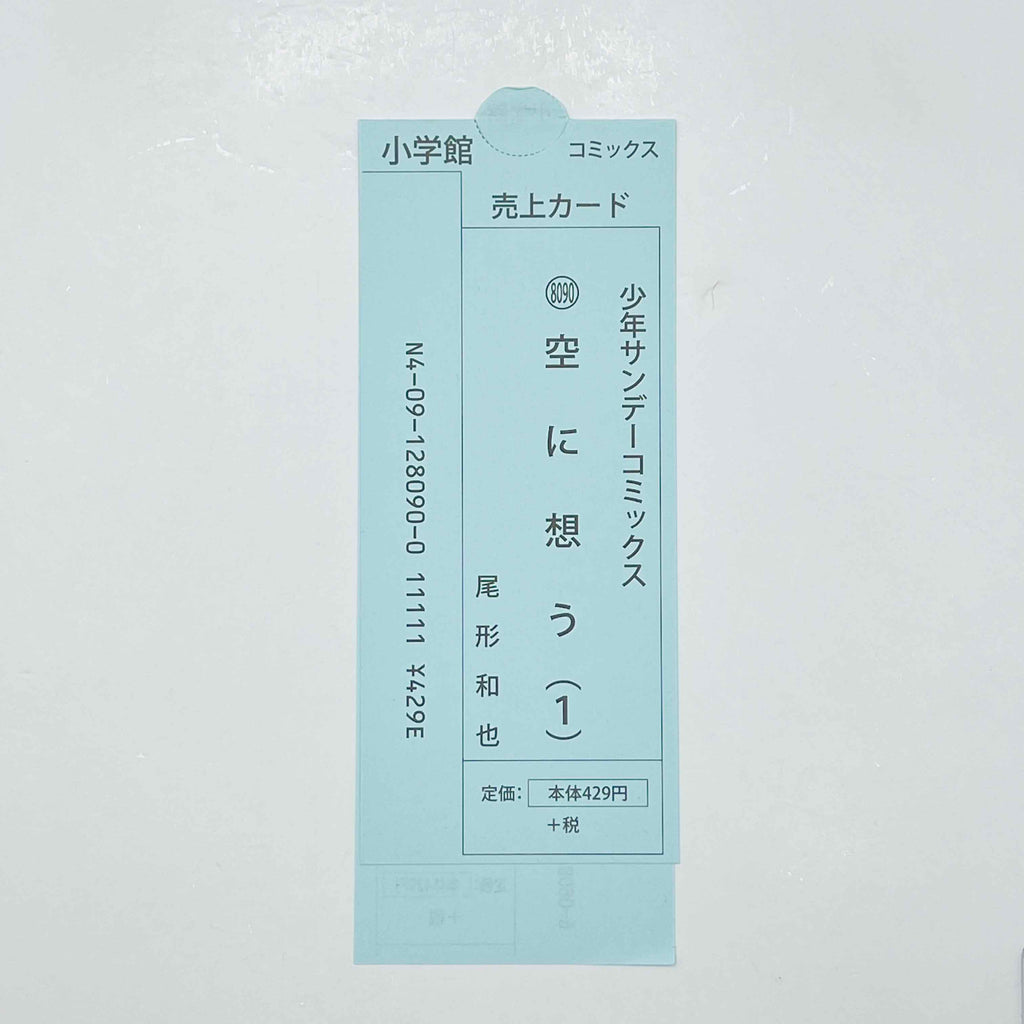 小学館
コミックス
売上カード
少年サンデーコミックス
8090 空に想う(1)
尾形和也
N4-09-128090-0 11111 ¥429E
定価: 本体429円
+税